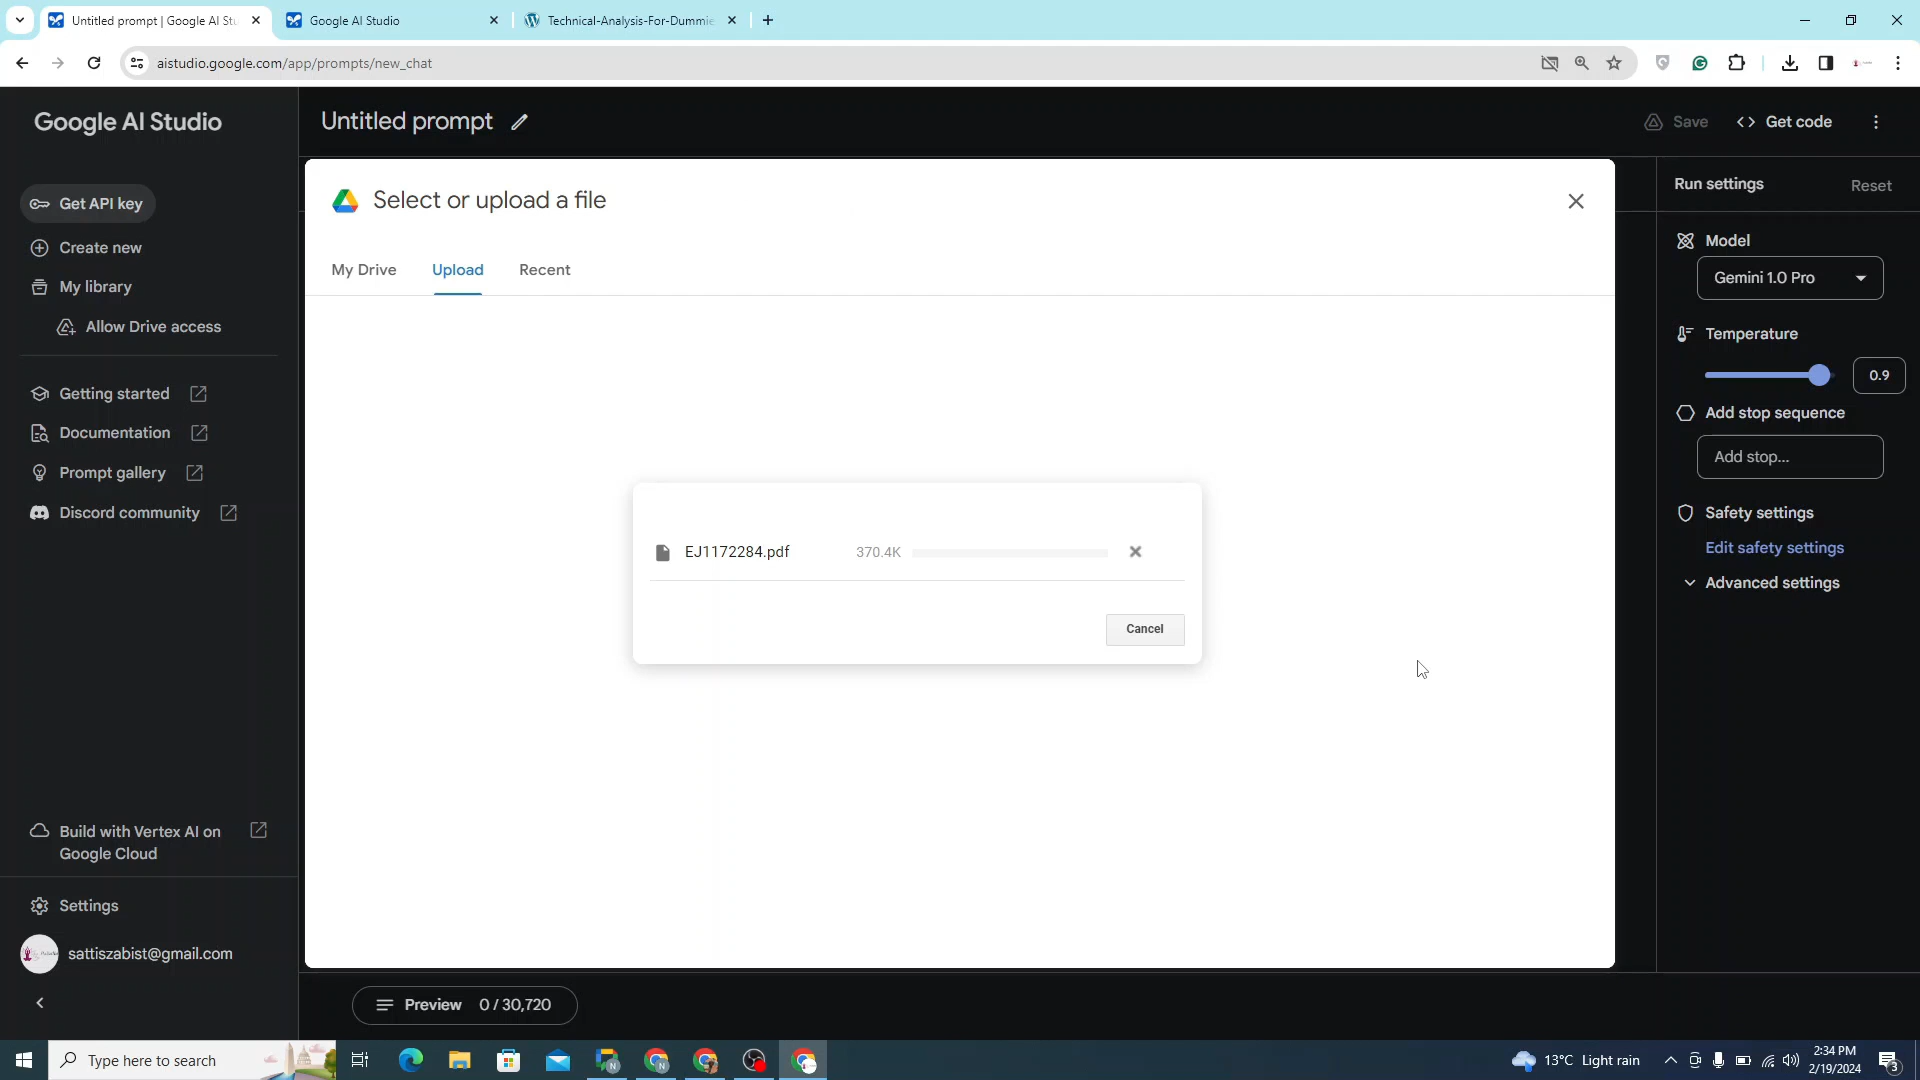 Untitled prompt | Google AI Stu
Google AI Studio
Technical-Analysis-For-Dummie
aistudio.google.com/app/prompts/new_chat
Google AI Studio
Untitled prompt
Save
Get code
Get API key
Create new
My library
Allow Drive access
Getting started
Documentation
Prompt gallery
Discord community
Build with Vertex AI on
Google Cloud
Settings
sattiszabist@gmail.com
Select or upload a file
My Drive
Upload
Recent
EJ1172284.pdf
370.4K
Cancel
Preview
0 / 30,720
Run settings
Reset
Model
Gemini 1.0 Pro
Temperature
0.9
Add stop sequence
Add stop...
Safety settings
Edit safety settings
Advanced settings
Type here to search
13°C Light rain
2:34 PM
2/19/2024
3